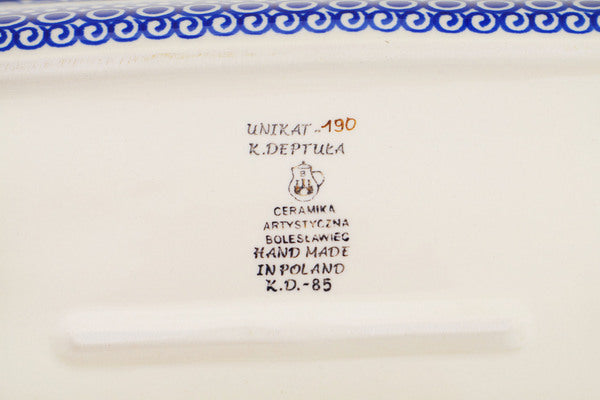 UNIKAT - 190
K. DEPTUŁA
CERAMIKA
ARTYSTYCZNA
BOLESŁAWIEC
HAND MADE
IN POLAND
K.D.-85